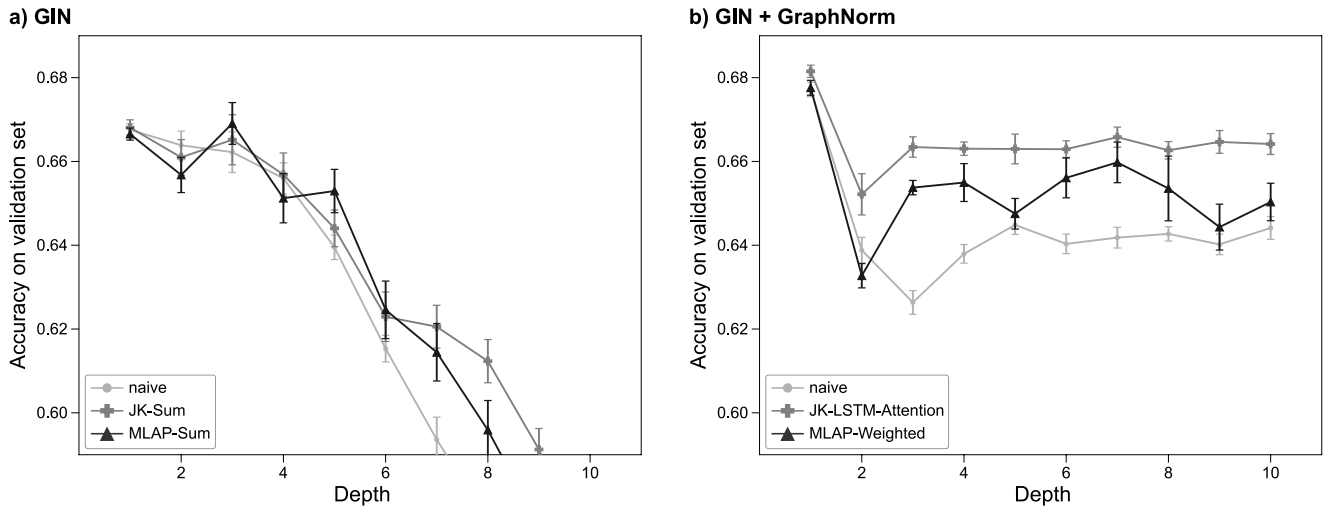 a) GIN
Accuracy on validation set
0.68
0.66
0.64
0.62
0.60
naive
JK-Sum
MLAP-Sum
2 4 6 8 10
Depth
b) GIN + GraphNorm
Accuracy on validation set
0.68
0.66
0.64
0.62
0.60
naive
JK-LSTM-Attention
MLAP-Weighted
2 4 6 8 10
Depth